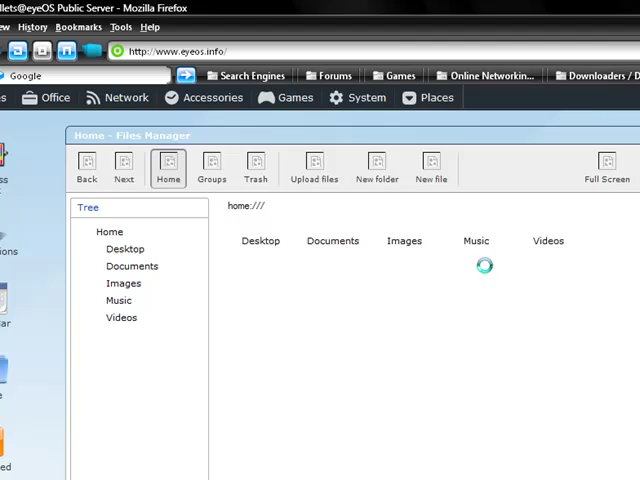 llets@eyeOS Public Server - Mozilla Firefox
ew History Bookmarks Tools Help
http://www.eyeos.info/
Google Search Engines Forums Games Online Networkin... Downloaders / D
s Office Network Accessories Games System Places
Home - Files Manager
Back Next Home Groups Trash Upload files New folder New file Full Screen
Tree
home:///
Home
Desktop
Documents
Images
Music
Videos
Desktop Documents Images Music Videos
ss
ions
ar
e
ed